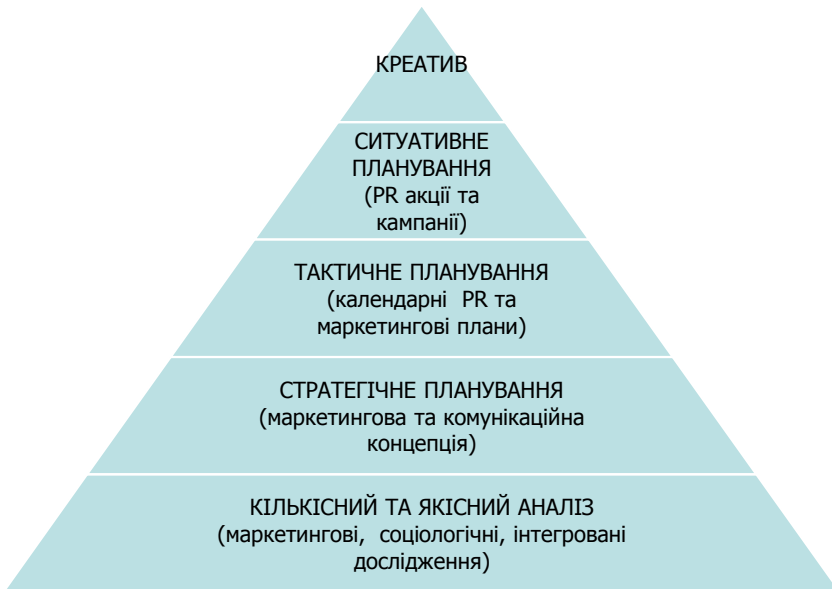 КРЕАТИВ
СИТУАТИВНЕ
ПЛАНУВАННЯ
(PR акції та
кампанії)
ТАКТИЧНЕ ПЛАНУВАННЯ
(календарні PR та
маркетингові плани)
СТРАТЕГІЧНЕ ПЛАНУВАННЯ
(маркетингова та комунікаційна
концепція)
КІЛЬКІСНИЙ ТА ЯКІСНИЙ АНАЛІЗ
(маркетингові, соціологічні, інтегровані
дослідження)